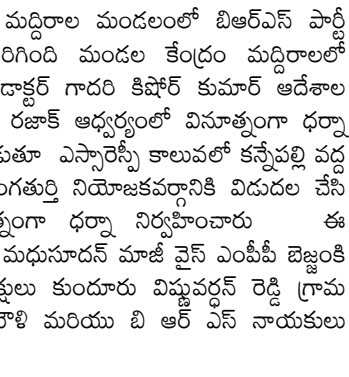 మద్దిరాల మండలంలో బిఆర్ఎస్ పార్టీ
రిగింది మండల కేంద్రం మద్దిరాలలో
డాక్టర్ గాదరి కిషోర్ కుమార్ ఆదేశాల
రజాక్ ఆధ్వర్యంలో వినూత్నంగా ధర్నా
ుతూ ఎస్సారెస్పీ కాలువలో కన్నేపల్లి వద్ద
ంగతుర్తి నియోజకవర్గానికి విడుదల చేసి
త్నంగా ధర్నా నిర్వహించారు ఈ
మధుసూదన్ మాజీ వైస్ ఎంపీపీ బెజ్జంకి
్షులు కుందూరు విష్ణువర్ధన్ రెడ్డి గ్రామ
ౌళి మరియు బి ఆర్ ఎస్ నాయకులు